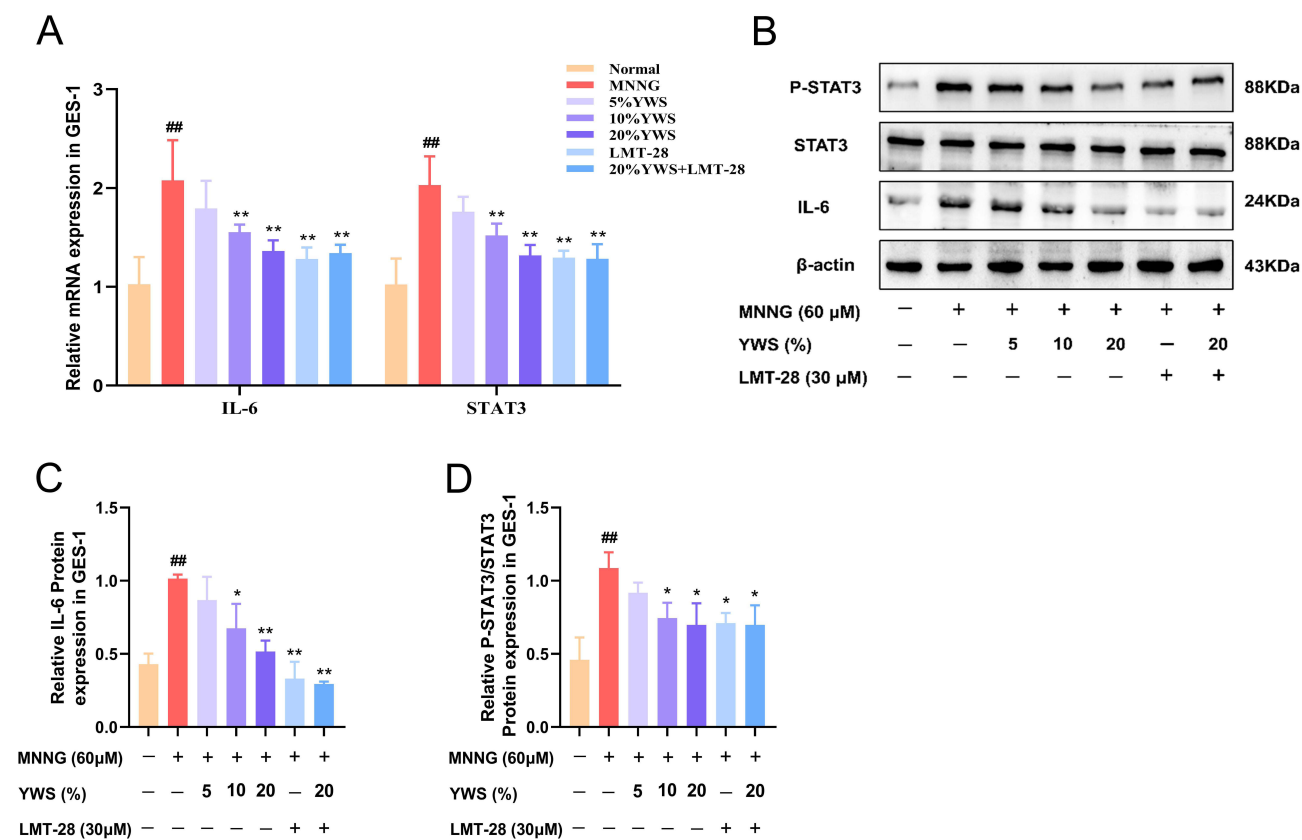 A
Relative mRNA expression in GES-1
3
2
1
0
##
**
**
**
**
##
**
**
**
**
IL-6
STAT3
Normal
MNNG
5%YWS
10%YWS
20%YWS
LMT-28
20%YWS+LMT-28
B
P-STAT3
88KDa
STAT3
88KDa
IL-6
24KDa
β-actin
43KDa
MNNG (60 μM) — + + + + + +
YWS (%) — — 5 10 20 — 20
LMT-28 (30 μM) — — — — — + +
C
Relative IL-6 Protein
expression in GES-1
1.5
1.0
0.5
0.0
##
*
**
**
**
MNNG (60μM) — + + + + + +
YWS (%) — — 5 10 20 — 20
LMT-28 (30μM) — — — — — + +
D
Relative P-STAT3/STAT3
Protein expression in GES-1
1.5
1.0
0.5
0.0
##
*
*
*
*
MNNG (60μM) — + + + + + +
YWS (%) — — 5 10 20 — 20
LMT-28 (30μM) — — — — — + +